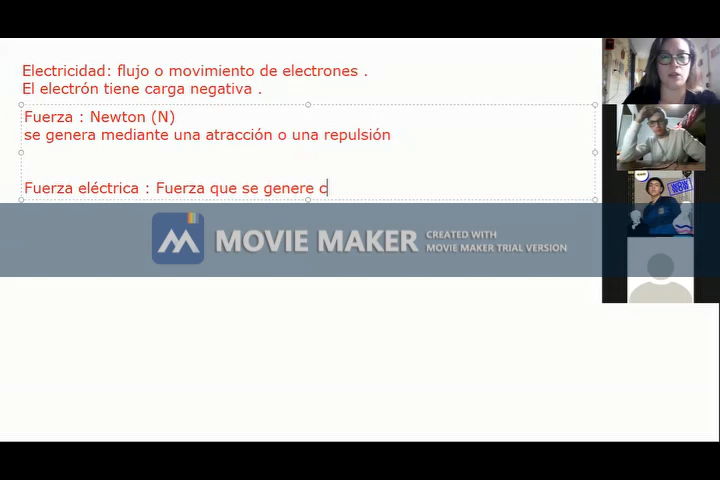 Electricidad: flujo o movimiento de electrones .
El electrón tiene carga negativa .
Fuerza : Newton (N)
se genera mediante una atracción o una repulsión
Fuerza eléctrica : Fuerza que se genere c
MOVIE MAKER
CREATED WITH
MOVIE MAKER TRIAL VERSION
WOW